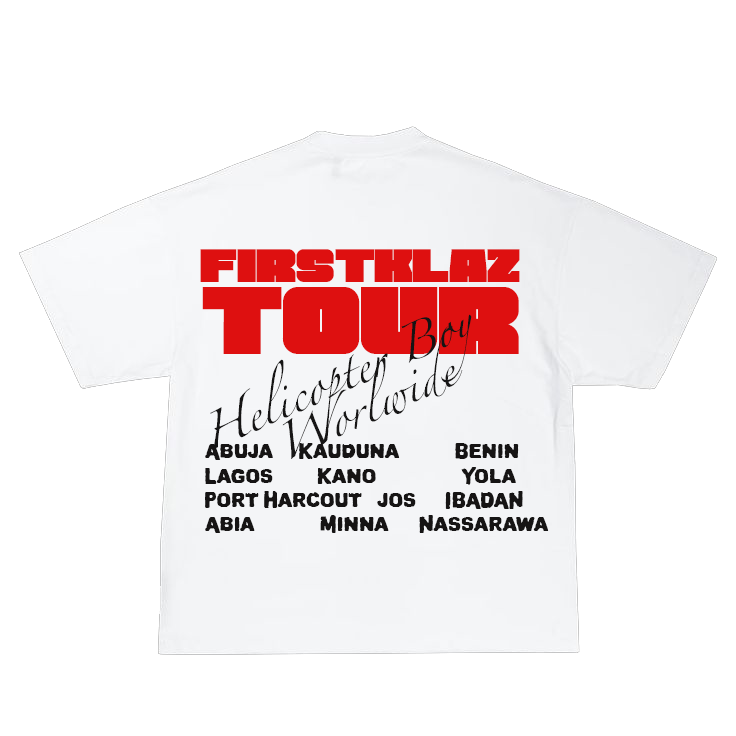 FIRSTKLAZ
TOUR
Helicopter Boy
Worlwide
ABUJA KAUDUNA BENIN
LAGOS KANO YOLA
PORT HARCOUT JOS IBADAN
ABIA MINNA NASSARAWA